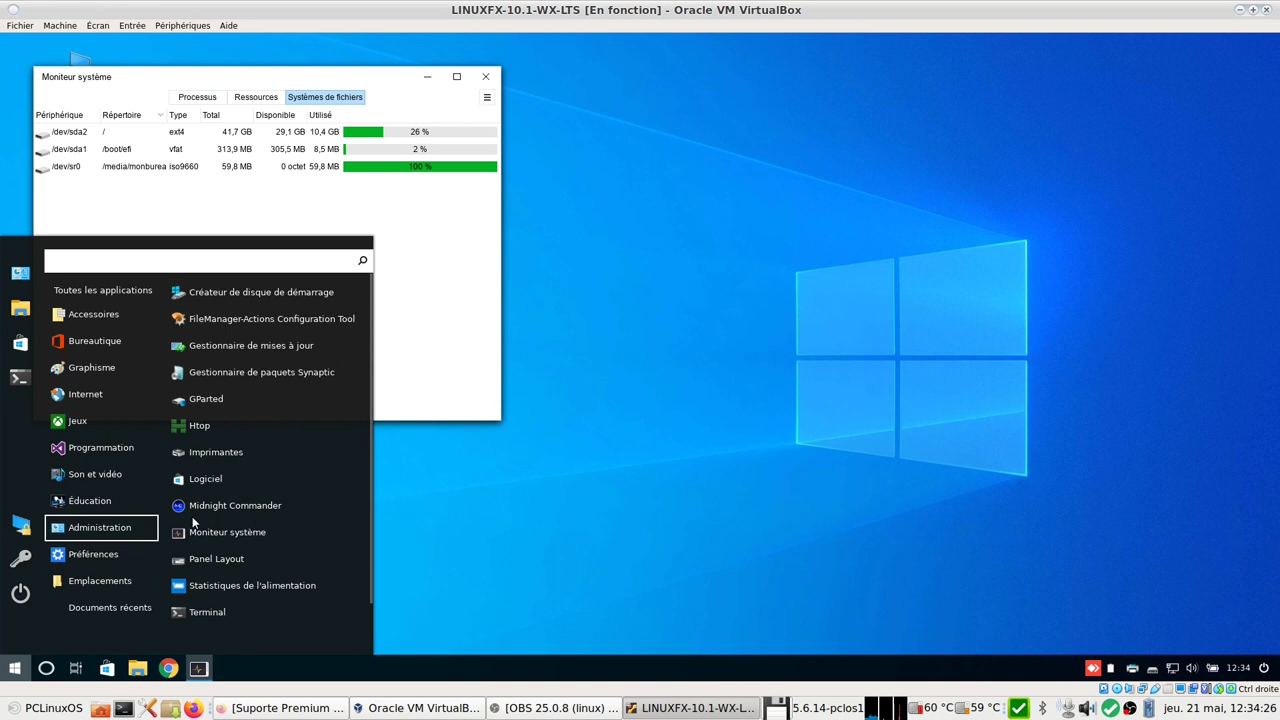 LINUXFX-10.1-WX-LTS [En fonction] - Oracle VM VirtualBox
Fichier Machine Écran Entrée Périphériques Aide
Moniteur système
Processus Ressources Systèmes de fichiers
Périphérique Répertoire Type Total Disponible Utilisé
/dev/sda2 / ext4 41,7 GB 29,1 GB 10,4 GB 26 %
/dev/sda1 /boot/efi vfat 313,9 MB 305,5 MB 8,5 MB 2 %
/dev/sr0 /media/monburea iso9660 59,8 MB 0 octet 59,8 MB 100 %
Toutes les applications
Accessoires
Bureautique
Graphisme
Internet
Jeux
Programmation
Son et vidéo
Éducation
Administration
Préférences
Emplacements
Documents récents
Créateur de disque de démarrage
FileManager-Actions Configuration Tool
Gestionnaire de mises à jour
Gestionnaire de paquets Synaptic
GParted
Htop
Imprimantes
Logiciel
Midnight Commander
Moniteur système
Panel Layout
Statistiques de l'alimentation
Terminal
12:34
Ctrl droite
PCLinuxOS [Suporte Premium ... Oracle VM VirtualB... [OBS 25.0.8 (linux) ... LINUXFX-10.1-WX-L... 5.6.14-pclos1 60 °C 59 °C jeu. 21 mai, 12:34:26